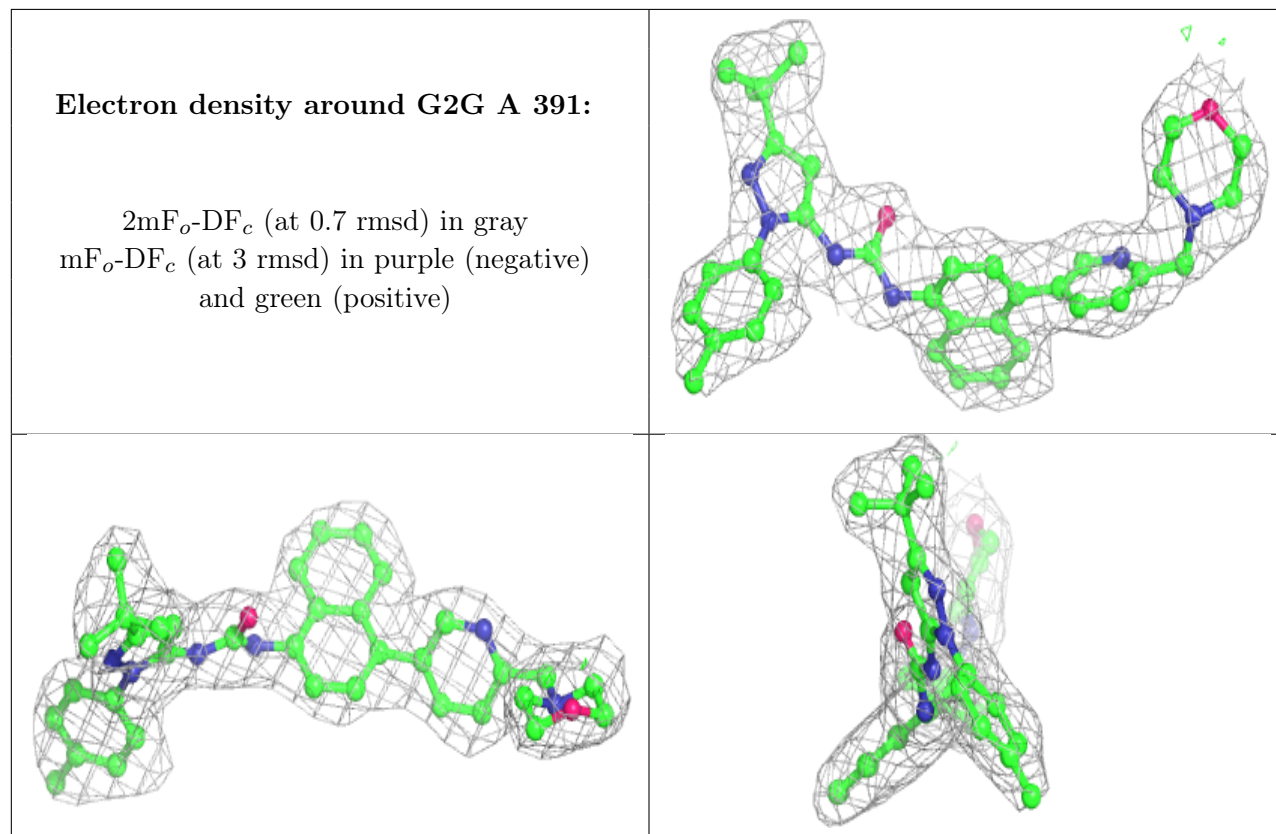 Electron density around G2G A 391:
2mFo-DFc (at 0.7 rmsd) in gray
mFo-DFc (at 3 rmsd) in purple (negative)
and green (positive)